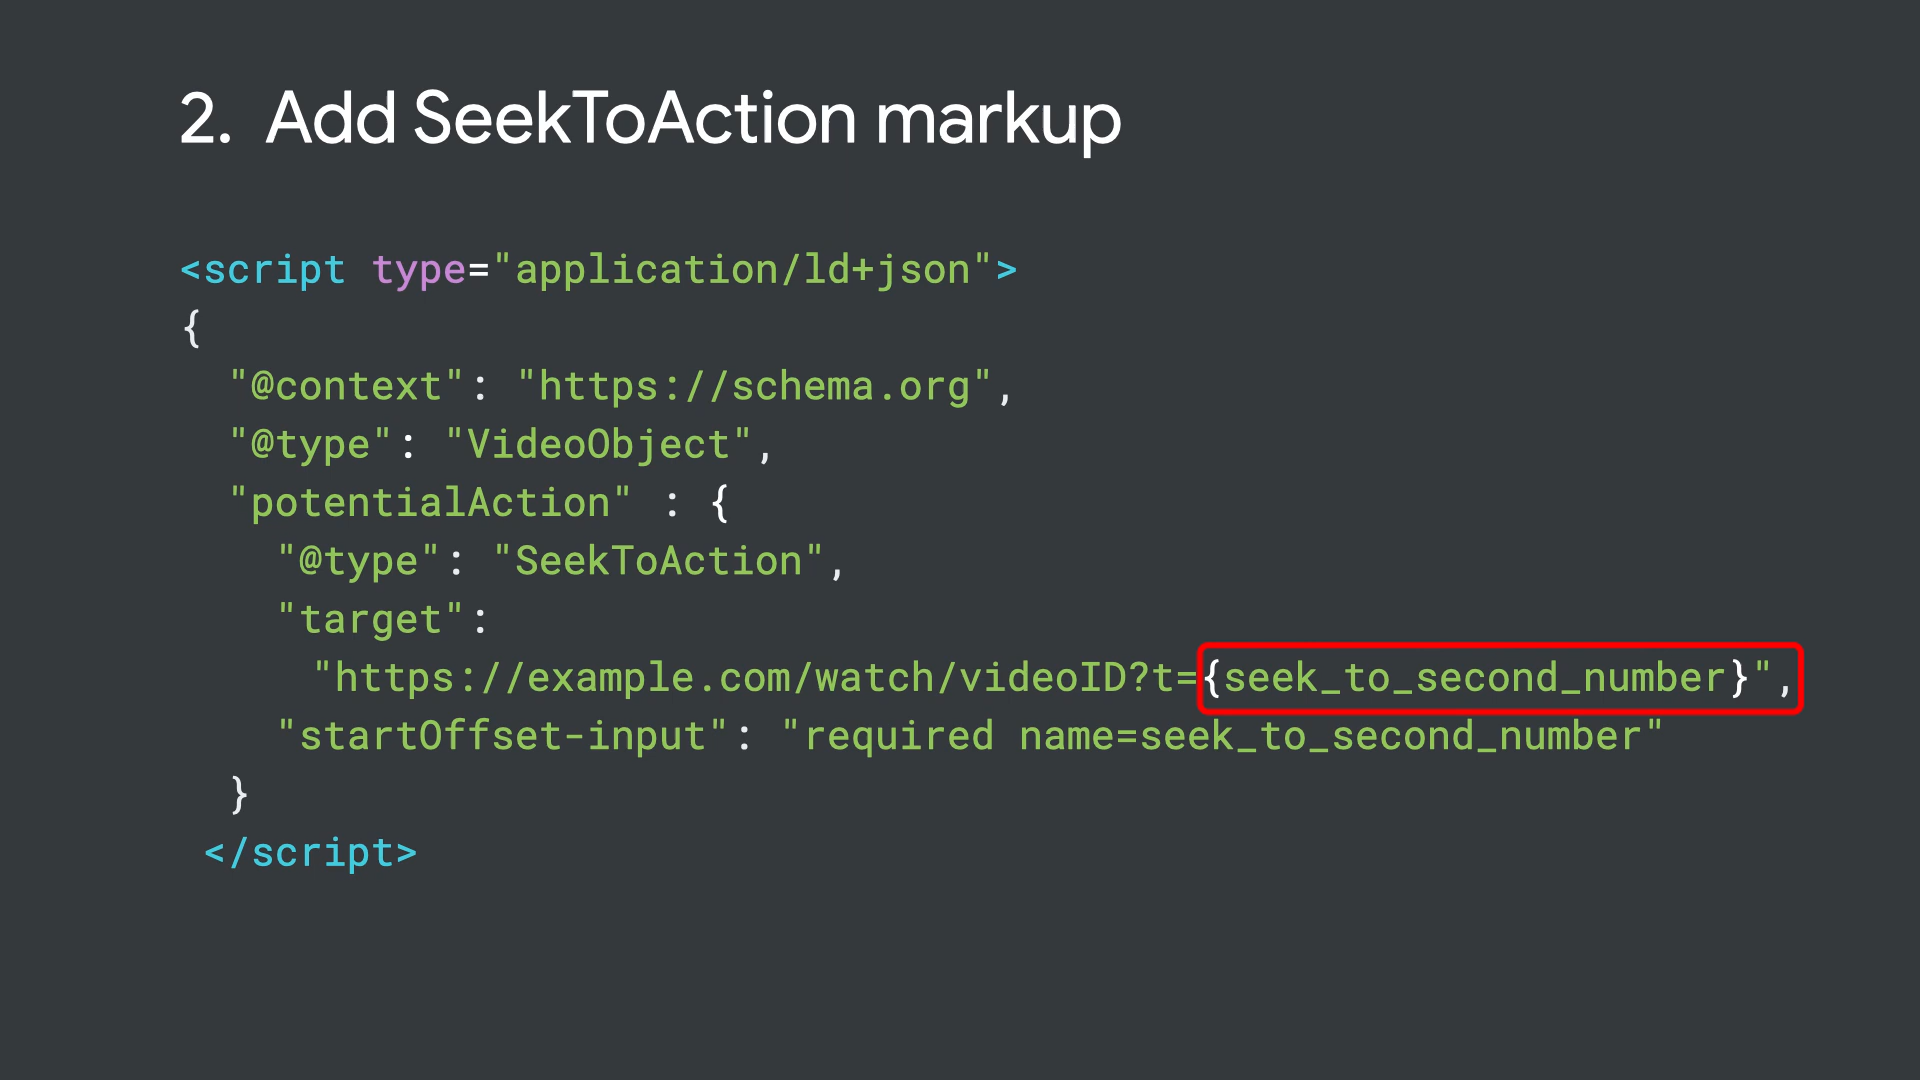 2. Add SeekToAction markup
<script type="application/ld+json">
{
"@context": "https://schema.org",
"@type": "VideoObject",
"potentialAction" : {
"@type": "SeekToAction",
"target":
"https://example.com/watch/videoID?t={seek_to_second_number}",
"startOffset-input": "required name=seek_to_second_number"
}
</script>